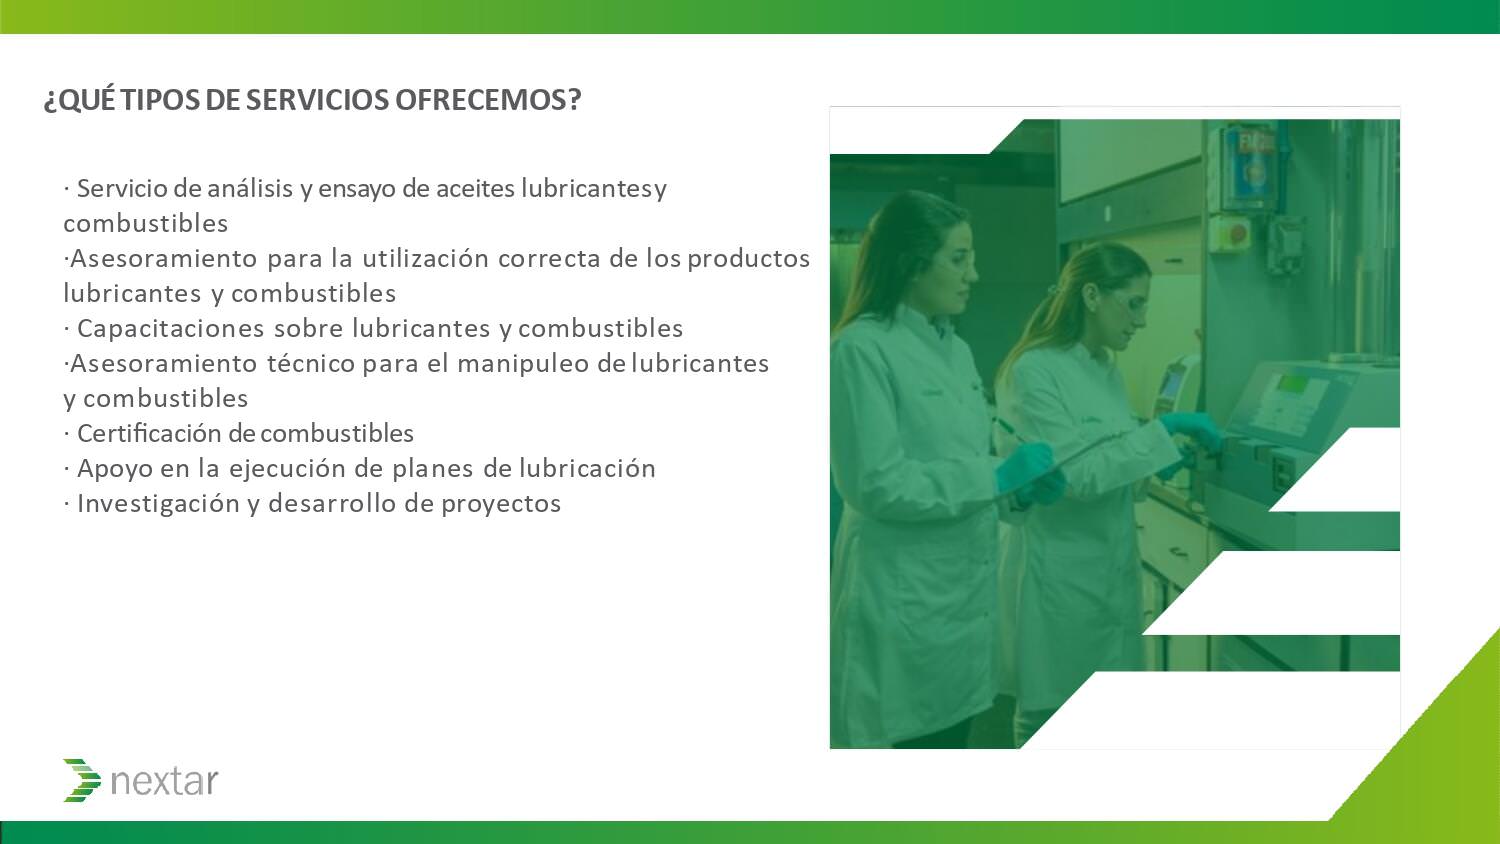 ¿QUÉ TIPOS DE SERVICIOS OFRECEMOS?
· Servicio de análisis y ensayo de aceites lubricantes y
combustibles
·Asesoramiento para la utilización correcta de los productos
lubricantes y combustibles
· Capacitaciones sobre lubricantes y combustibles
·Asesoramiento técnico para el manipuleo de lubricantes
y combustibles
· Certificación de combustibles
· Apoyo en la ejecución de planes de lubricación
· Investigación y desarrollo de proyectos
nextar